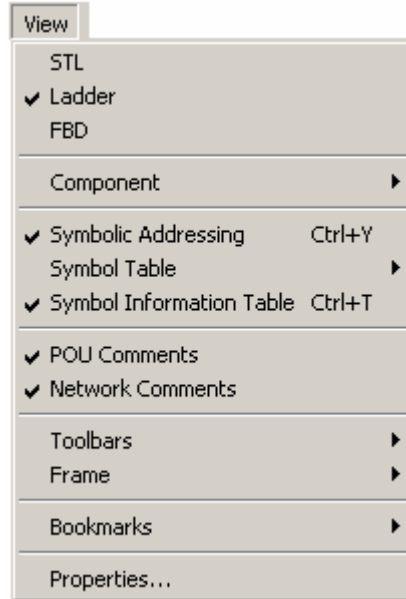 View
STL
Ladder
FBD
Component
Symbolic Addressing Ctrl+Y
Symbol Table
Symbol Information Table Ctrl+T
POU Comments
Network Comments
Toolbars
Frame
Bookmarks
Properties...